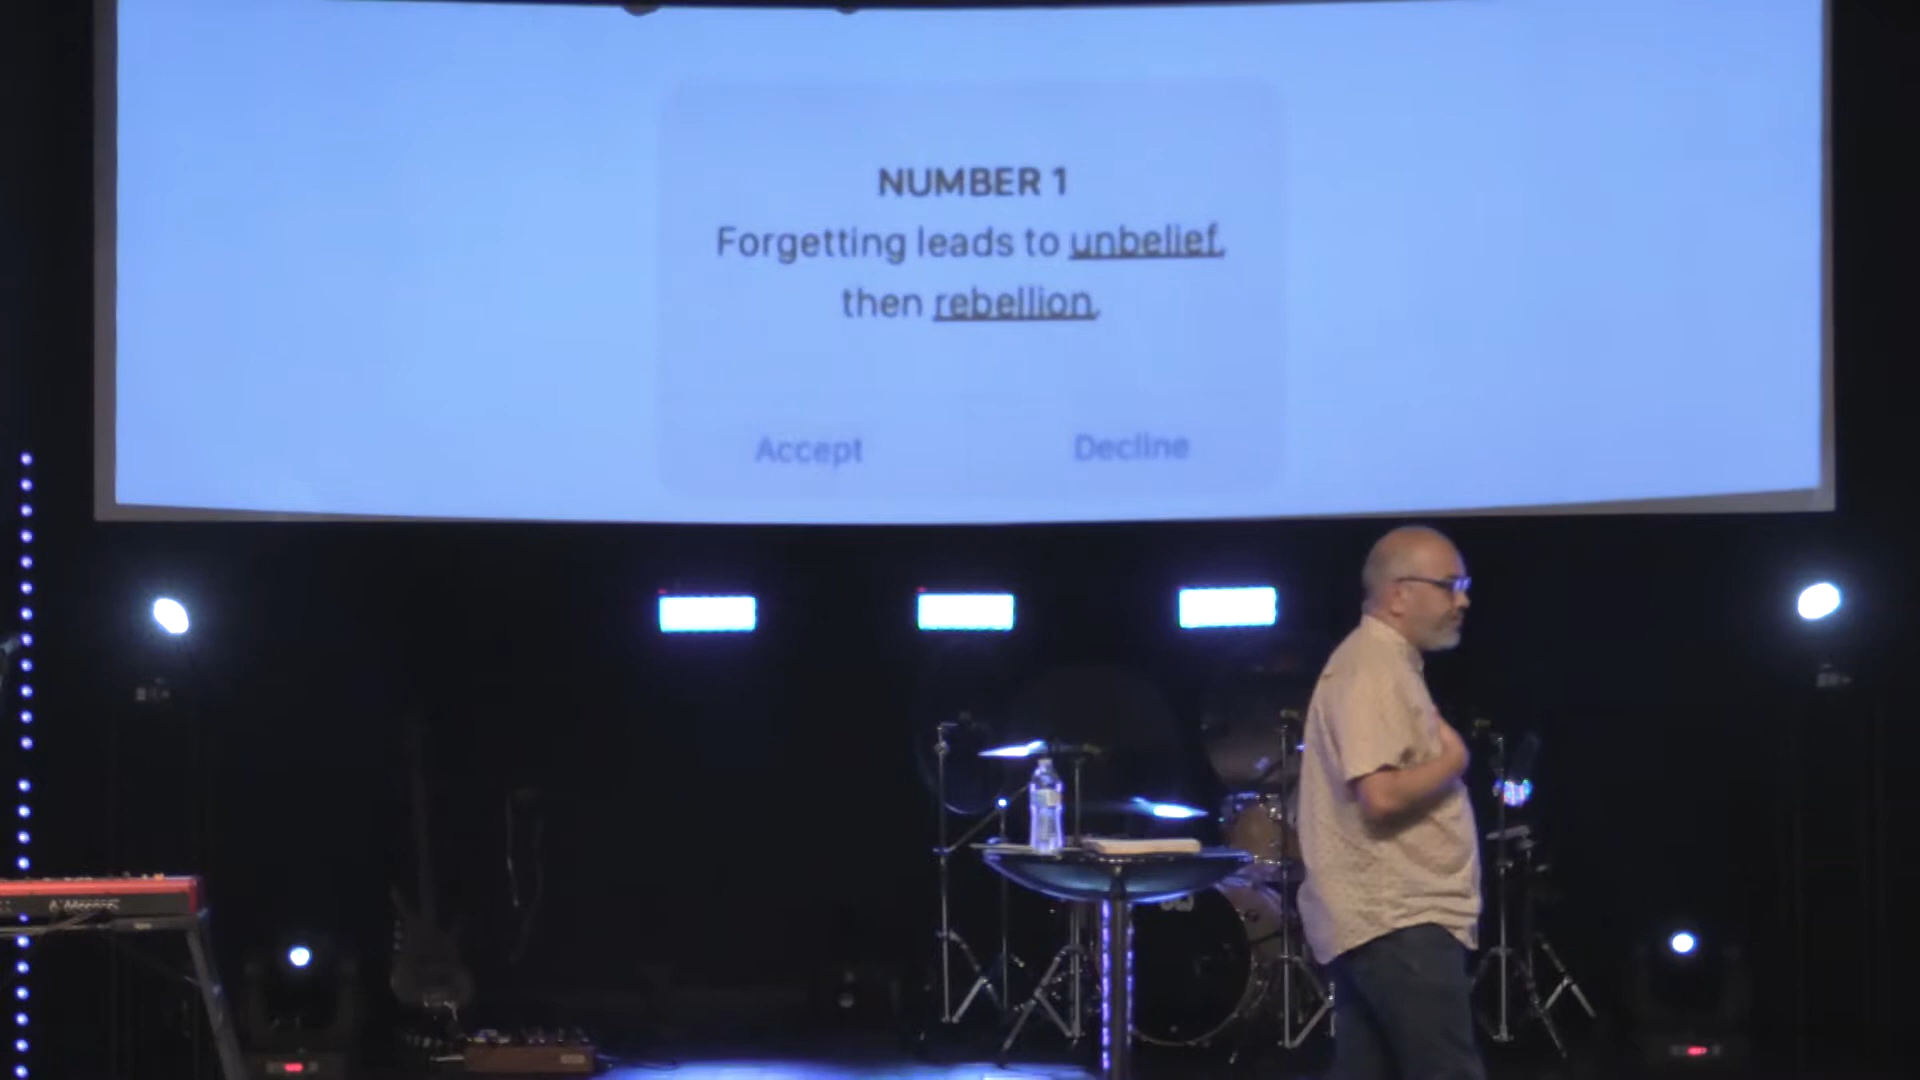 NUMBER 1
Forgetting leads to unbelief,
then rebellion.
Accept
Decline